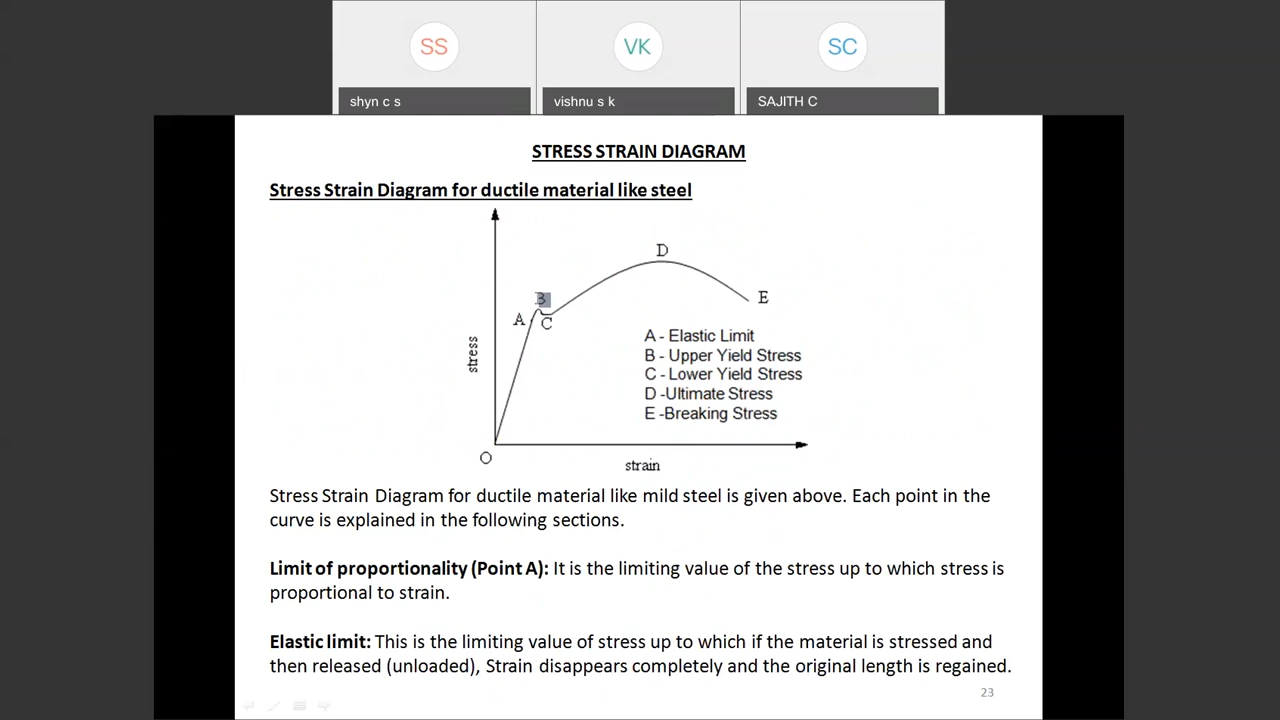 SS
VK
SC
shyn c s
vishnu s k
SAJITH C
STRESS STRAIN DIAGRAM
Stress Strain Diagram for ductile material like steel
D
B
E
A
C
A - Elastic Limit
B - Upper Yield Stress
C - Lower Yield Stress
D -Ultimate Stress
E -Breaking Stress
stress
O
strain
Stress Strain Diagram for ductile material like mild steel is given above. Each point in the
curve is explained in the following sections.
Limit of proportionality (Point A): It is the limiting value of the stress up to which stress is
proportional to strain.
Elastic limit: This is the limiting value of stress up to which if the material is stressed and
then released (unloaded), Strain disappears completely and the original length is regained.
23